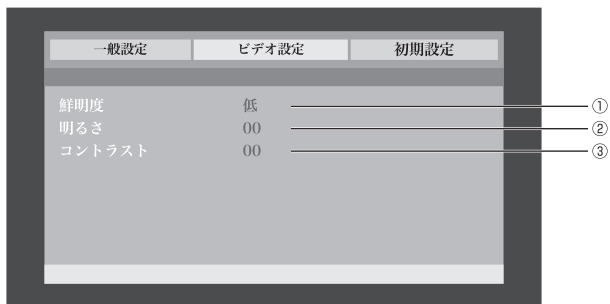 一般設定 ビデオ設定 初期設定
鮮明度 低 ①
明るさ 00 ②
コントラスト 00 ③